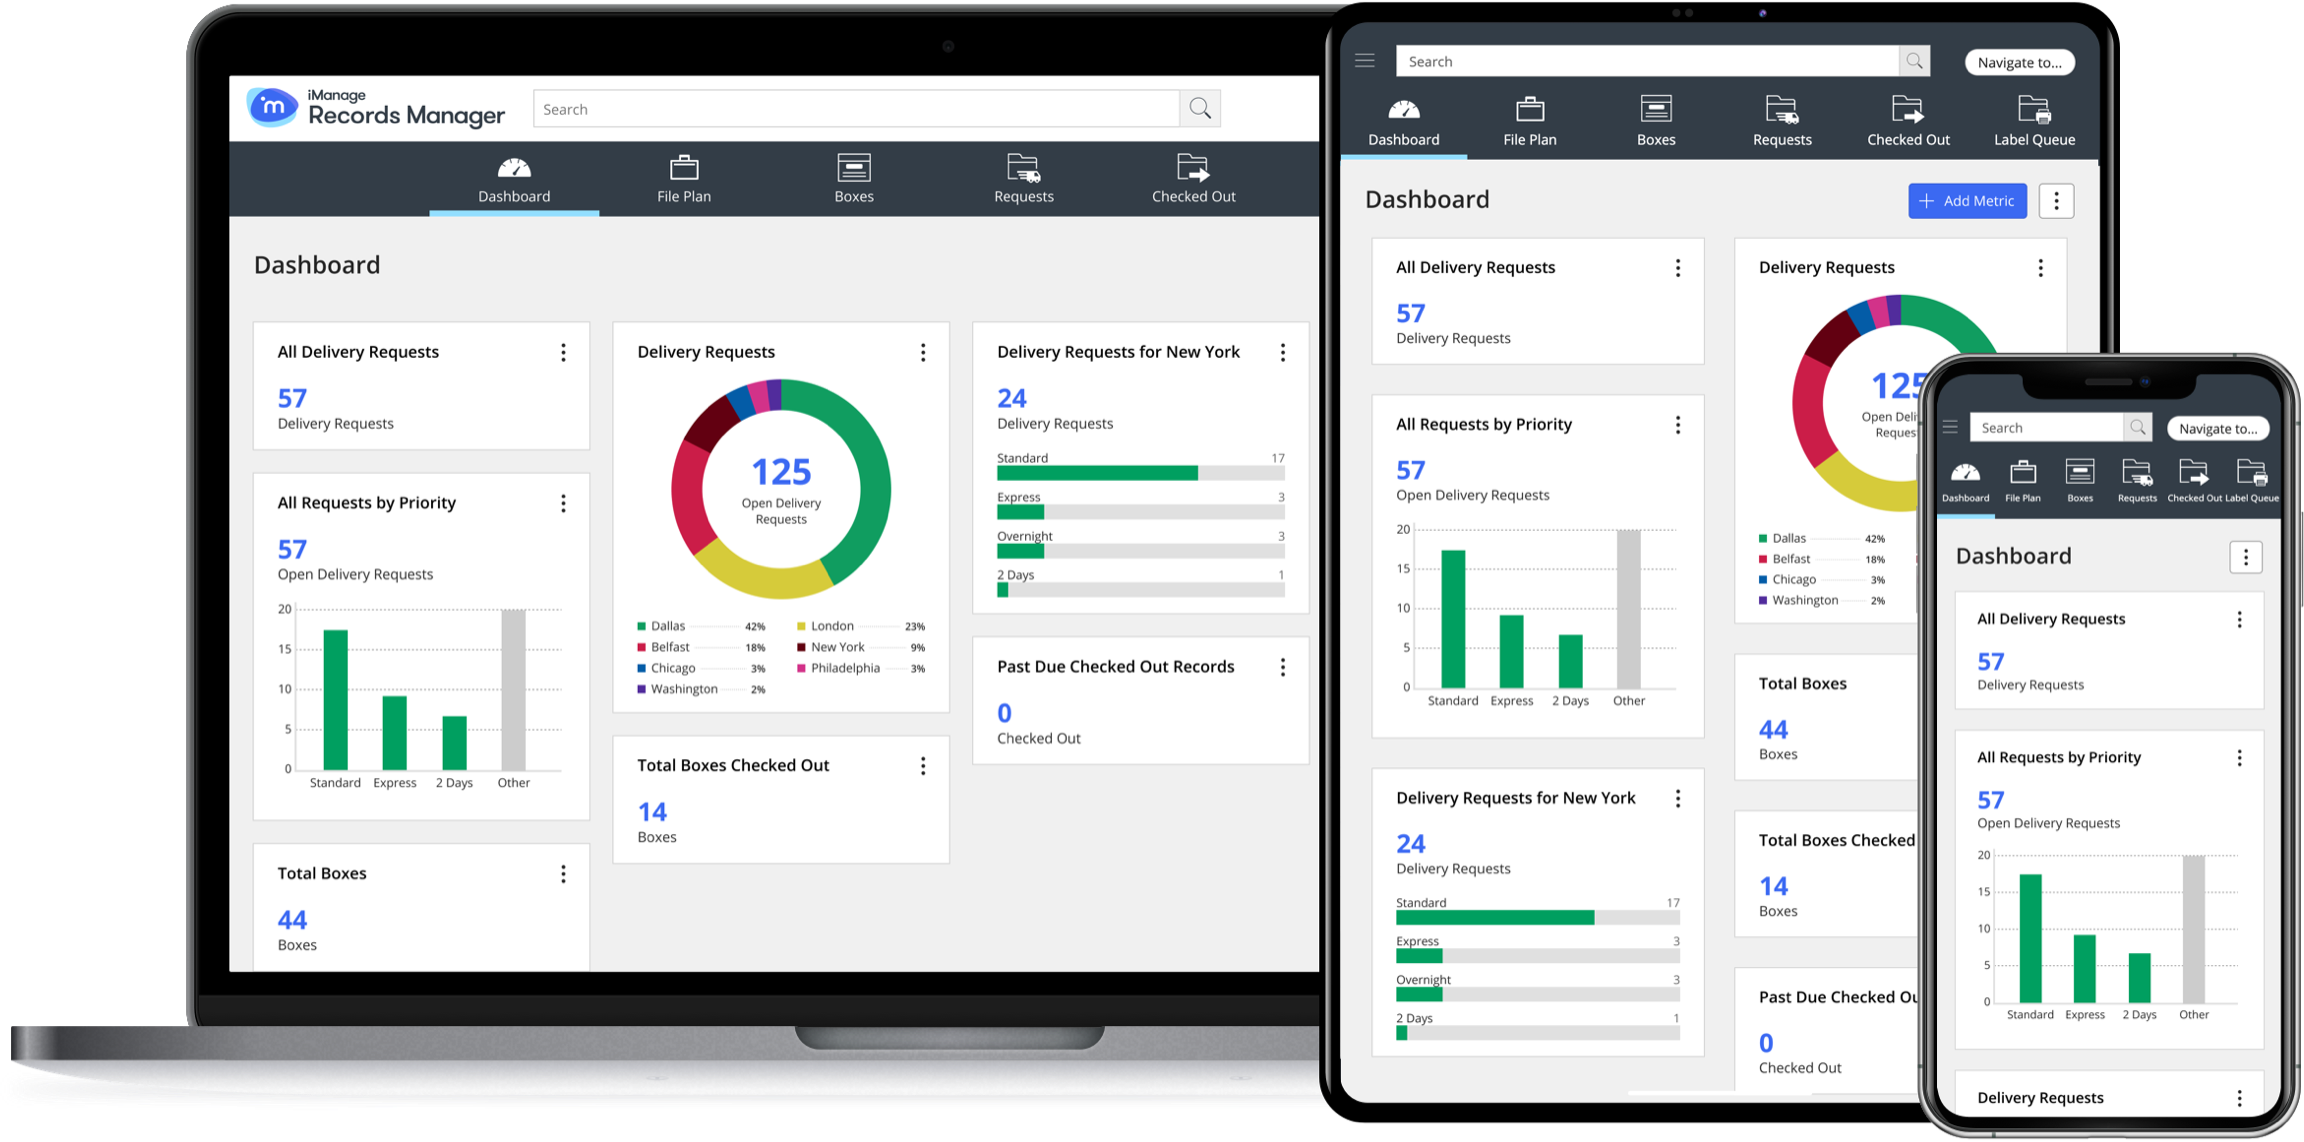 iManage
Records Manager
Search
Dashboard
File Plan
Boxes
Requests
Checked Out
Dashboard
All Delivery Requests
57
Delivery Requests
All Requests by Priority
57
Open Delivery Requests
20
15
10
5
0
Standard Express 2 Days Other
Total Boxes
44
Boxes
Delivery Requests
125
Open Delivery
Requests
Dallas 42% London 23%
Belfast 18% New York 9%
Chicago 3% Philadelphia 3%
Washington 2%
Total Boxes Checked Out
14
Boxes
Delivery Requests for New York
24
Delivery Requests
Standard 17
Express 3
Overnight 3
2 Days 1
Past Due Checked Out Records
0
Checked Out
Search
Navigate to...
Dashboard
File Plan
Boxes
Requests
Checked Out
Label Queue
Dashboard
+ Add Metric
All Delivery Requests
57
Delivery Requests
All Requests by Priority
57
Open Delivery Requests
20
15
10
5
0
Standard Express 2 Days Other
Delivery Requests for New York
24
Delivery Requests
Standard 17
Express 3
Overnight 3
2 Days 1
Delivery Requests
125
Open Deli
Reques
Dallas 42%
Belfast 18%
Chicago 3%
Washington 2%
Total Boxes
44
Boxes
Total Boxes Checked
14
Boxes
Past Due Checked Ou
0
Checked Out
Search
Navigate to...
Dashboard
File Plan
Boxes
Requests
Checked Out
Label Queue
Dashboard
All Delivery Requests
57
Delivery Requests
All Requests by Priority
57
Open Delivery Requests
20
15
10
5
0
Standard Express 2 Days Other
Delivery Requests